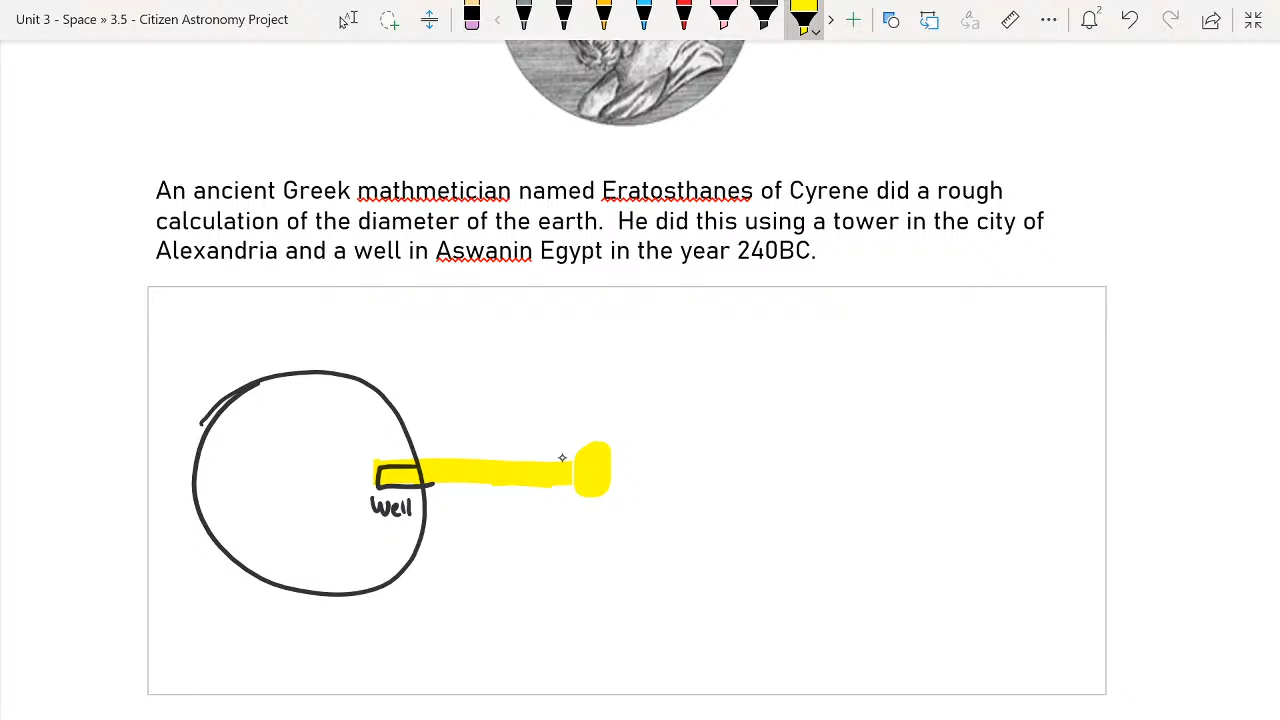 Unit 3 - Space » 3.5 - Citizen Astronomy Project
An ancient Greek mathmetician named Eratosthanes of Cyrene did a rough
calculation of the diameter of the earth.  He did this using a tower in the city of
Alexandria and a well in Aswanin Egypt in the year 240BC.
Well